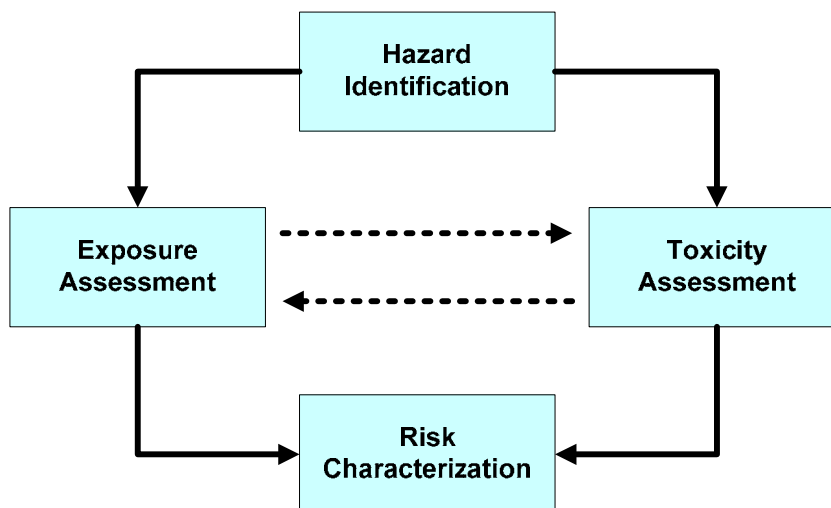 Hazard
Identification
Exposure
Assessment
Toxicity
Assessment
Risk
Characterization